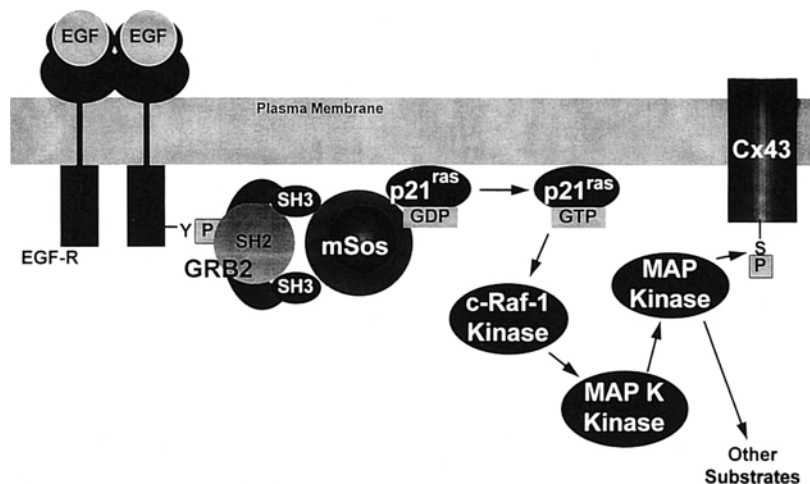 EGF
EGF
Plasma Membrane
Cx43
EGF-R
Y
P
SH2
GRB2
SH3
SH3
mSos
p21ras
GDP
p21ras
GTP
c-Raf-1
Kinase
MAP K
Kinase
MAP
Kinase
S
P
Other
Substrates